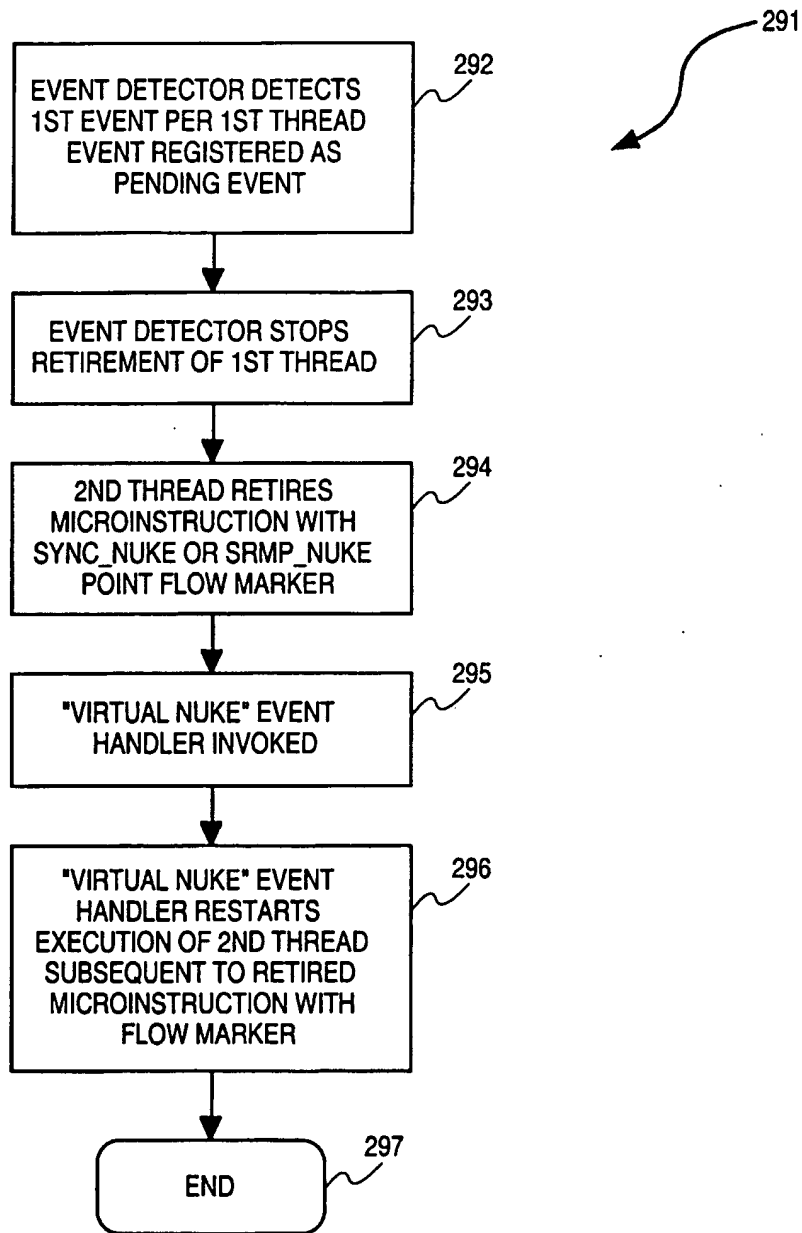 291
292
EVENT DETECTOR DETECTS
1ST EVENT PER 1ST THREAD
EVENT REGISTERED AS
PENDING EVENT
293
EVENT DETECTOR STOPS
RETIREMENT OF 1ST THREAD
294
2ND THREAD RETIRES
MICROINSTRUCTION WITH
SYNC_NUKE OR SRMP_NUKE
POINT FLOW MARKER
295
"VIRTUAL NUKE" EVENT
HANDLER INVOKED
296
"VIRTUAL NUKE" EVENT
HANDLER RESTARTS
EXECUTION OF 2ND THREAD
SUBSEQUENT TO RETIRED
MICROINSTRUCTION WITH
FLOW MARKER
297
END